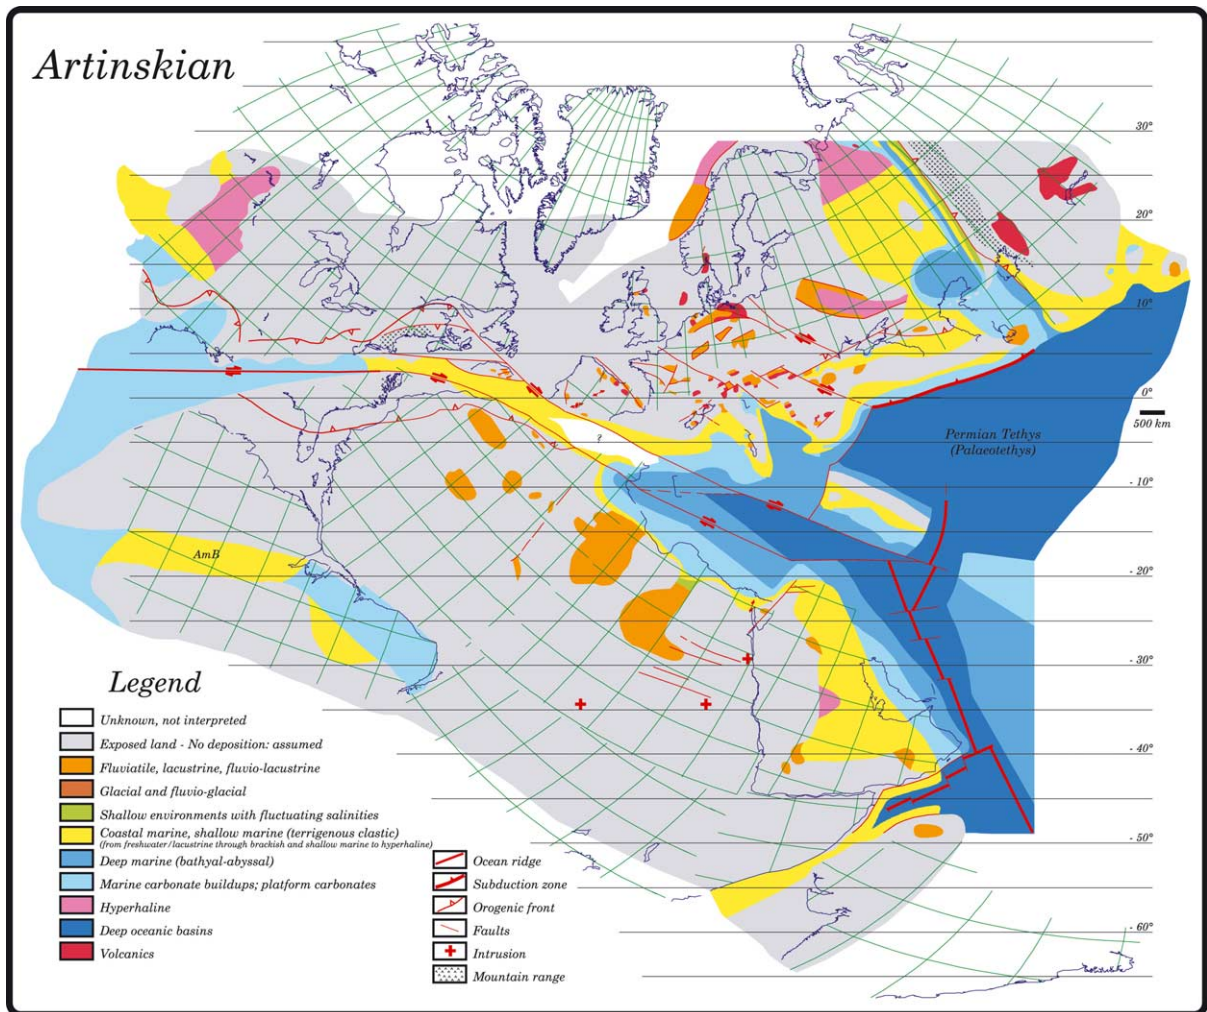 Artinskian
30°
20°
10°
0°
500 km
Permian Tethys
(Palaeotethys)
?
- 10°
AmB
- 20°
- 30°
- 40°
- 50°
- 60°
Legend
Unknown, not interpreted
Exposed land - No deposition: assumed
Fluviatile, lacustrine, fluvio-lacustrine
Glacial and fluvio-glacial
Shallow environments with fluctuating salinities
Coastal marine, shallow marine (terrigenous clastic)
(from freshwater/lacustrine through brackish and shallow marine to hyperhaline)
Deep marine (bathyal-abyssal)
Marine carbonate buildups; platform carbonates
Hyperhaline
Deep oceanic basins
Volcanics
Ocean ridge
Subduction zone
Orogenic front
Faults
Intrusion
Mountain range